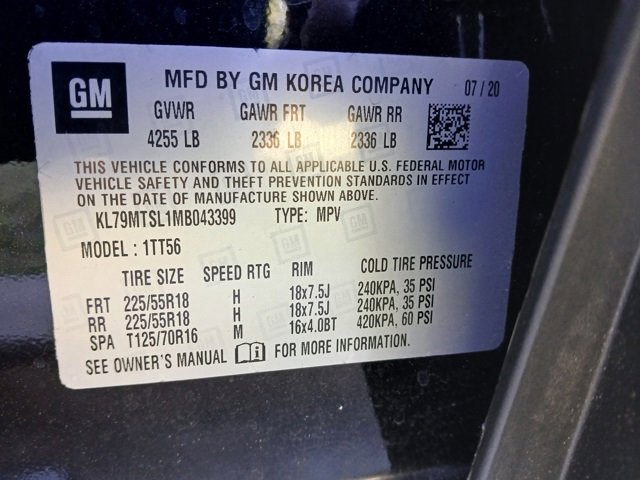 GM
MFD BY GM KOREA COMPANY 07 / 20
GVWR GAWR FRT GAWR RR
4255 LB 2336 LB 2336 LB
THIS VEHICLE CONFORMS TO ALL APPLICABLE U.S. FEDERAL MOTOR
VEHICLE SAFETY AND THEFT PREVENTION STANDARDS IN EFFECT
ON THE DATE OF MANUFACTURE SHOWN ABOVE.
KL79MTSL1MB043399 TYPE: MPV
MODEL : 1TT56
TIRE SIZE SPEED RTG RIM COLD TIRE PRESSURE
FRT 225/55R18 H 18x7.5J 240KPA, 35 PSI
RR 225/55R18 H 18x7.5J 240KPA, 35 PSI
SPA T125/70R16 M 16x4.0BT 420KPA, 60 PSI
SEE OWNER'S MANUAL FOR MORE INFORMATION.